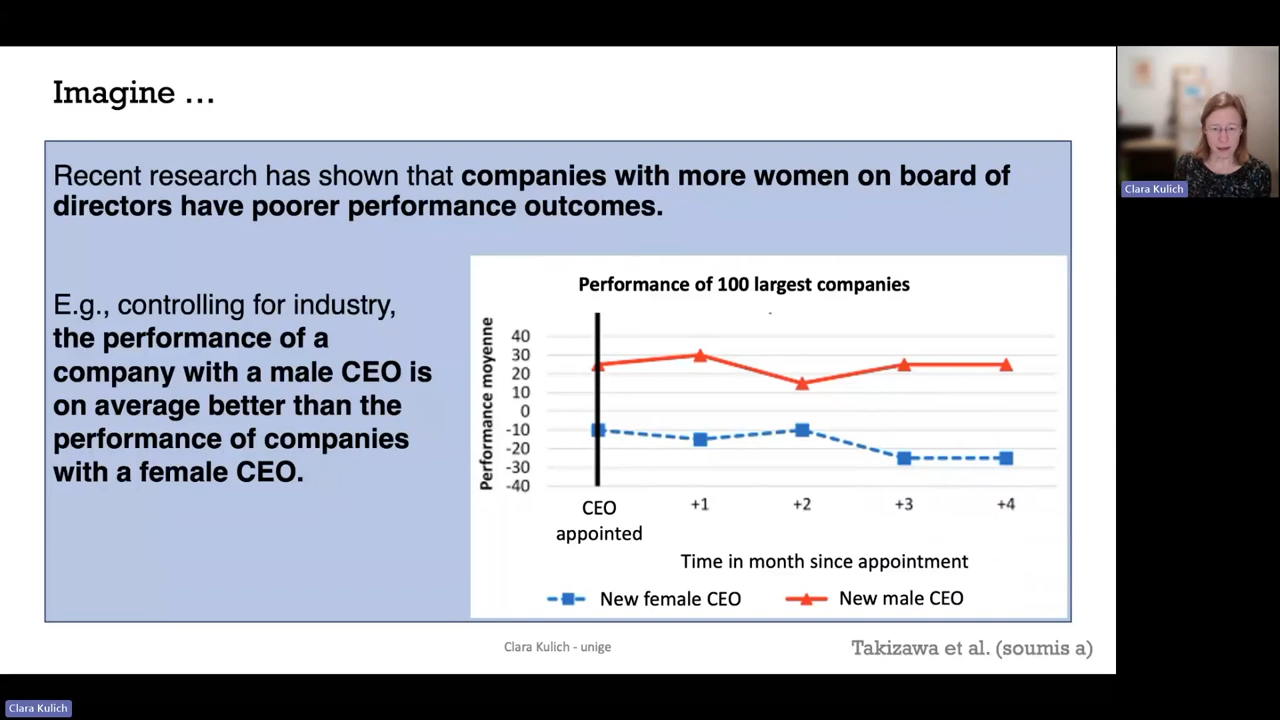 Imagine …
Recent research has shown that companies with more women on board of
directors have poorer performance outcomes.
E.g., controlling for industry,
the performance of a
company with a male CEO is
on average better than the
performance of companies
with a female CEO.
Performance of 100 largest companies
Performance moyenne
40
30
20
10
0
-10
-20
-30
-40
CEO
appointed
+1
+2
+3
+4
Time in month since appointment
New female CEO
New male CEO
Clara Kulich - unige
Takizawa et al. (soumis a)
Clara Kulich
Clara Kulich